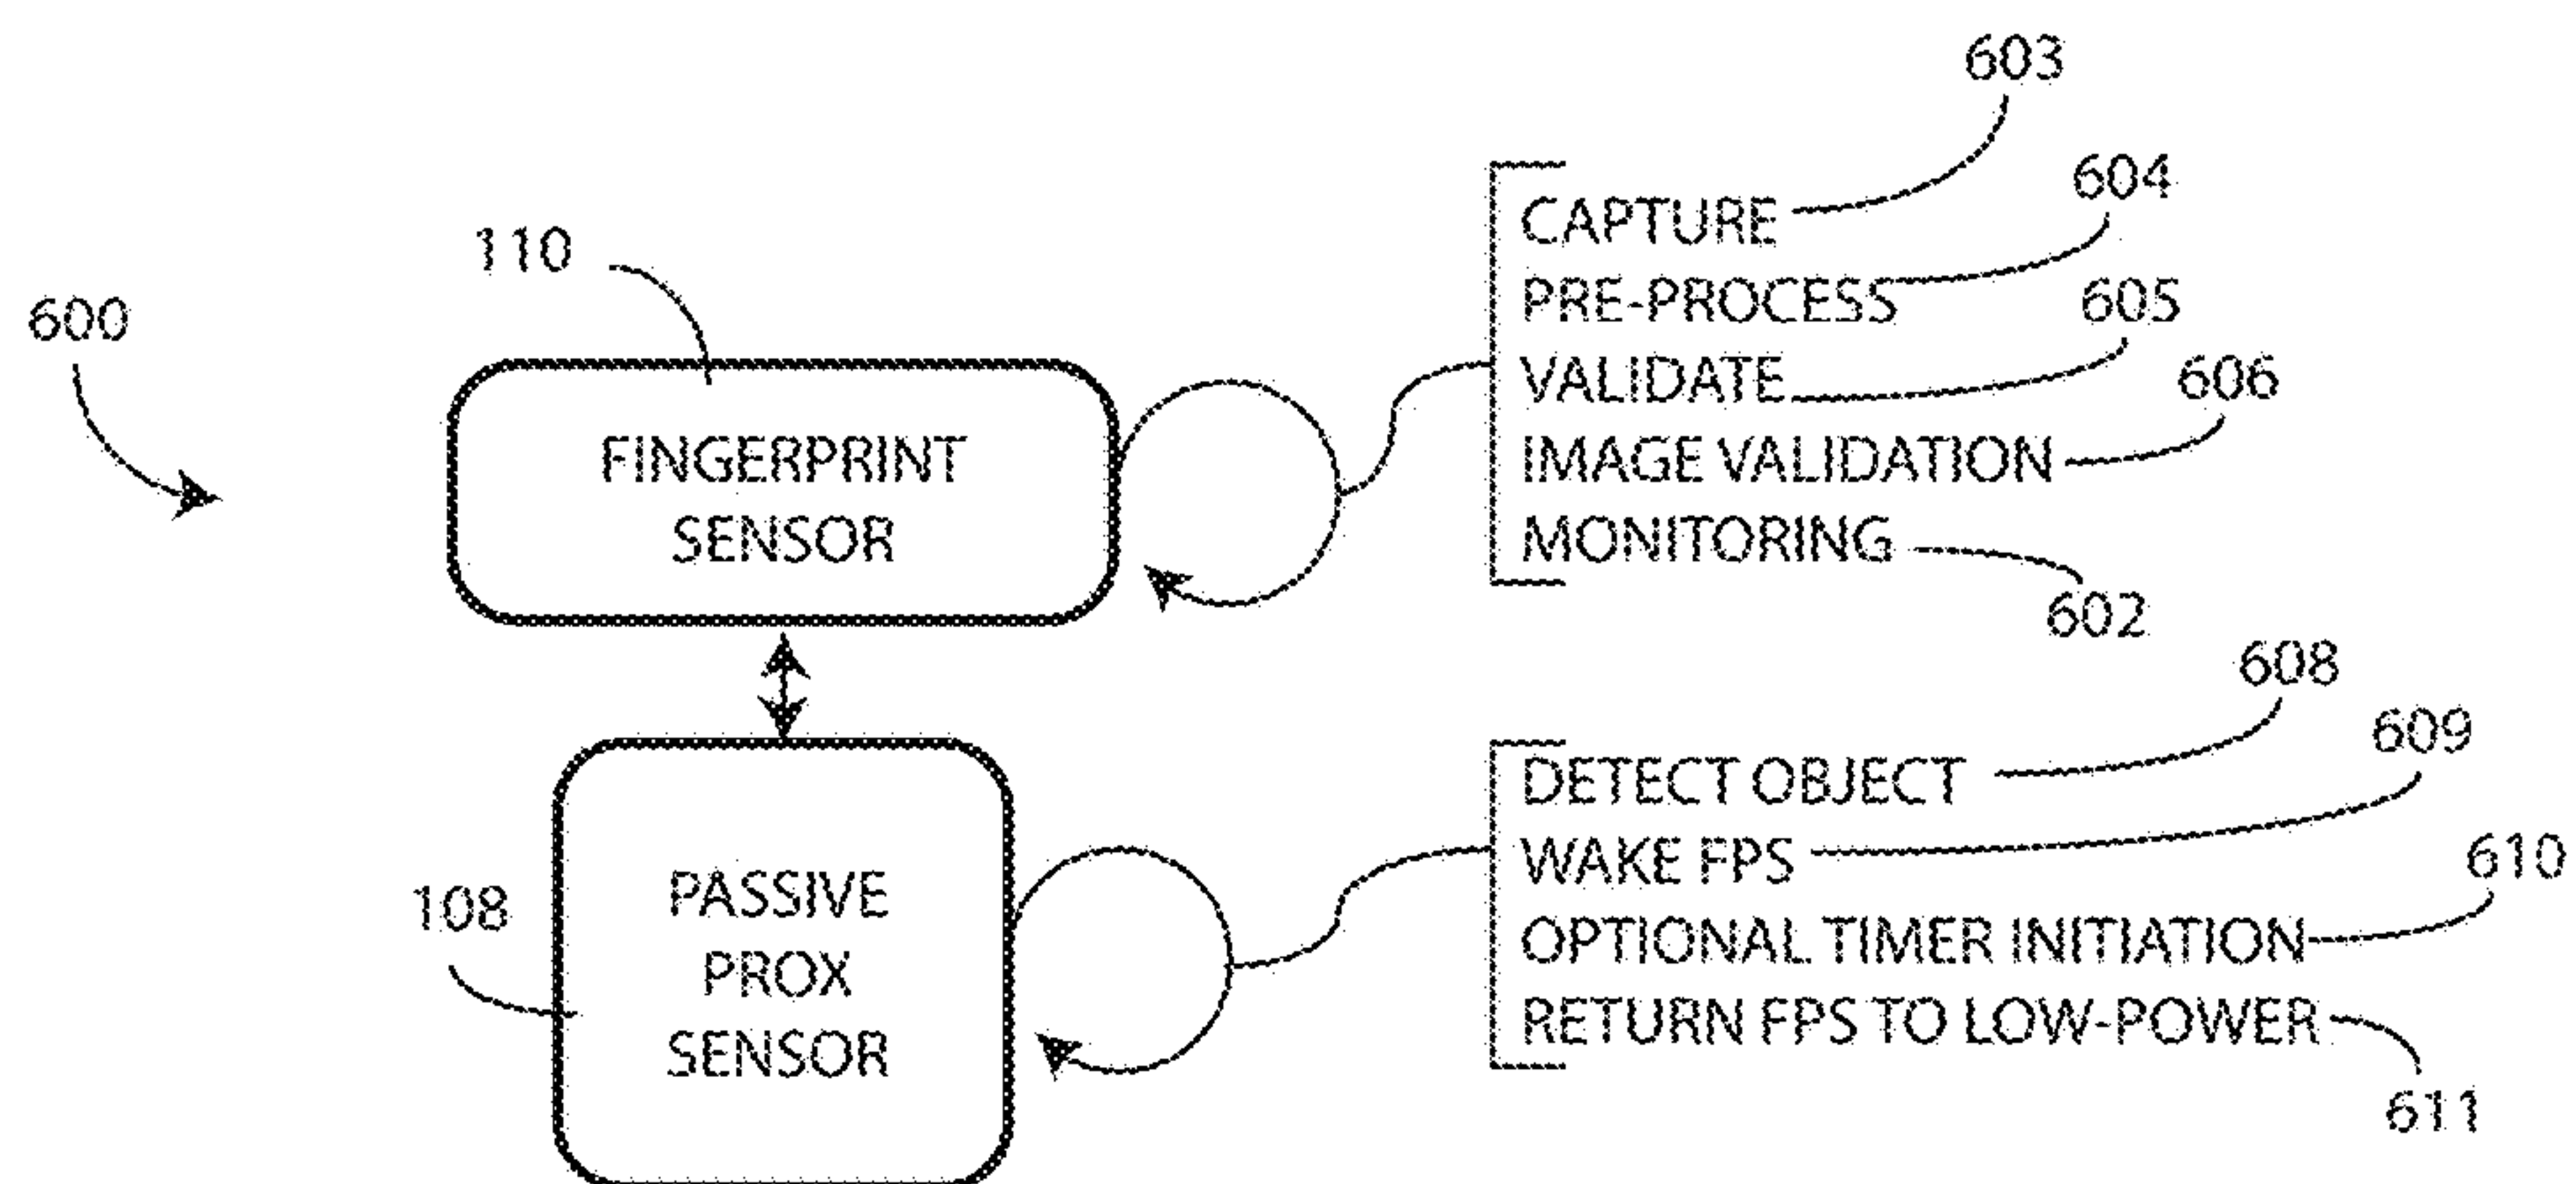 603
604
605
606
602
CAPTURE
PRE-PROCESS
VALIDATE
IMAGE VALIDATION
MONITORING
110
600
FINGERPRINT
SENSOR
608
609
610
611
DETECT OBJECT
WAKE FPS
OPTIONAL TIMER INITIATION
RETURN FPS TO LOW-POWER
108
PASSIVE
PROX
SENSOR